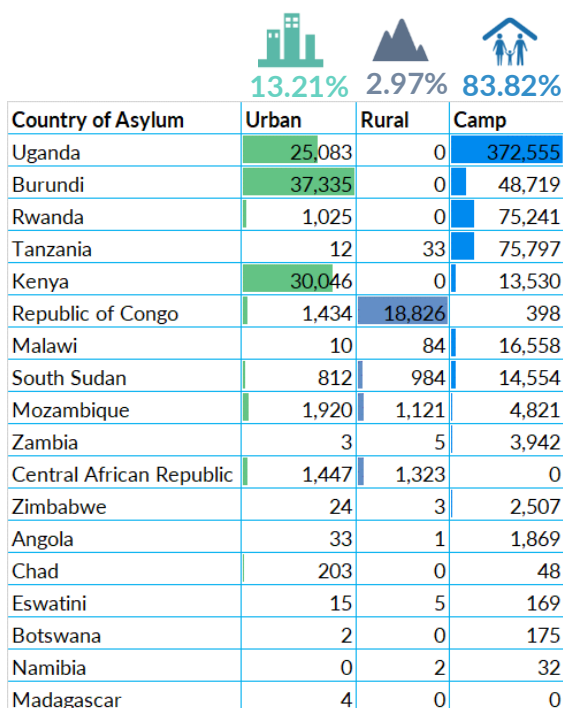 13.21% 2.97% 83.82%
Country of Asylum Urban Rural Camp
Uganda 25,083 0 372,555
Burundi 37,335 0 48,719
Rwanda 1,025 0 75,241
Tanzania 12 33 75,797
Kenya 30,046 0 13,530
Republic of Congo 1,434 18,826 398
Malawi 10 84 16,558
South Sudan 812 984 14,554
Mozambique 1,920 1,121 4,821
Zambia 3 5 3,942
Central African Republic 1,447 1,323 0
Zimbabwe 24 3 2,507
Angola 33 1 1,869
Chad 203 0 48
Eswatini 15 5 169
Botswana 2 0 175
Namibia 0 2 32
Madagascar 4 0 0